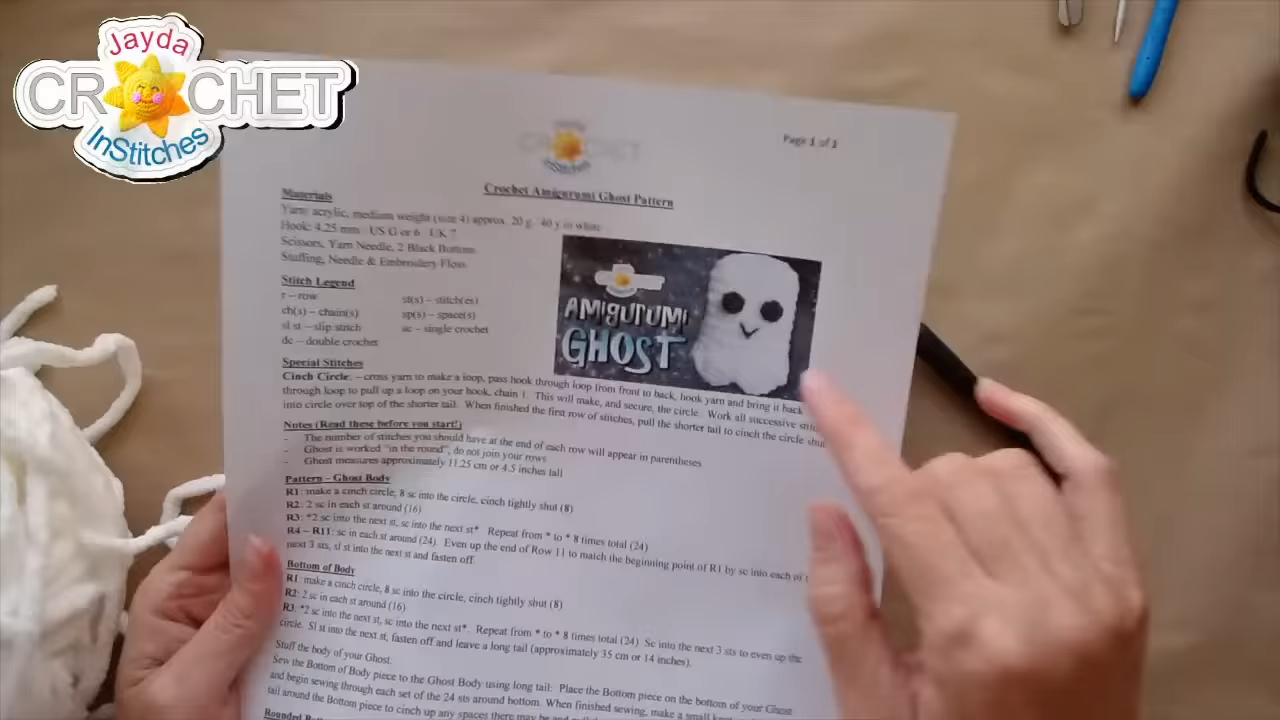 Jayda
CROCHET
InStitches
Page 1 of
Crochet Amigurumi Ghost Pattern
Materials
Yarn: acrylic, medium weight (size 4) approx. 20 g / 40 y in white
Hook: 4.25 mm US G or 6 UK 7
Scissors, Yarn Needle, 2 Black Buttons
Stuffing, Needle & Embroidery Floss
AMIGURUMI
GHOST
Stitch Legend
r – row
ch(s) – chain(s)
sl st – slip stitch
dc – double crochet
st(s) – stitch(es)
sp(s) – space(s)
sc – single crochet
Special Stitches
Cinch Circle: – cross yarn to make a loop, pass hook through loop from front to back, hook yarn and bring it back
through loop to pull up a loop on your hook, chain 1. This will make, and secure, the circle. Work all successive
into circle over top of the shorter tail. When finished the first row of stitches, pull the shorter tail to cinch the circle shut
Notes (Read these before you start!)
- The number of stitches you should have at the end of each row will appear in parentheses
- Ghost is worked "in the round", do not join your rows
- Ghost measures approximately 11.25 cm or 4.5 inches tall
Pattern – Ghost Body
R1: make a cinch circle, 8 sc into the circle, cinch tightly shut (8)
R2: 2 sc in each st around (16)
R3: *2 sc into the next st, sc into the next st* Repeat from * to * 8 times total (24)
R4 – R11: sc in each st around (24). Even up the end of Row 11 to match the beginning point of R1 by sc into each of
next 3 sts, sl st into the next st and fasten off.
Bottom of Body
R1: make a cinch circle, 8 sc into the circle, cinch tightly shut (8)
R2: 2 sc in each st around (16)
R3: *2 sc into the next st, sc into the next st*. Repeat from * to * 8 times total (24) Sc into the next 3 sts to even up the
circle. Sl st into the next st, fasten off and leave a long tail (approximately 35 cm or 14 inches).
Stuff the body of your Ghost.
Sew the Bottom of Body piece to the Ghost Body using long tail: Place the Bottom piece on the bottom of your Ghost
and begin sewing through each set of the 24 sts around bottom. When finished sewing, make a small
tail around the Bottom piece to cinch up any spaces there may be and
Rounded